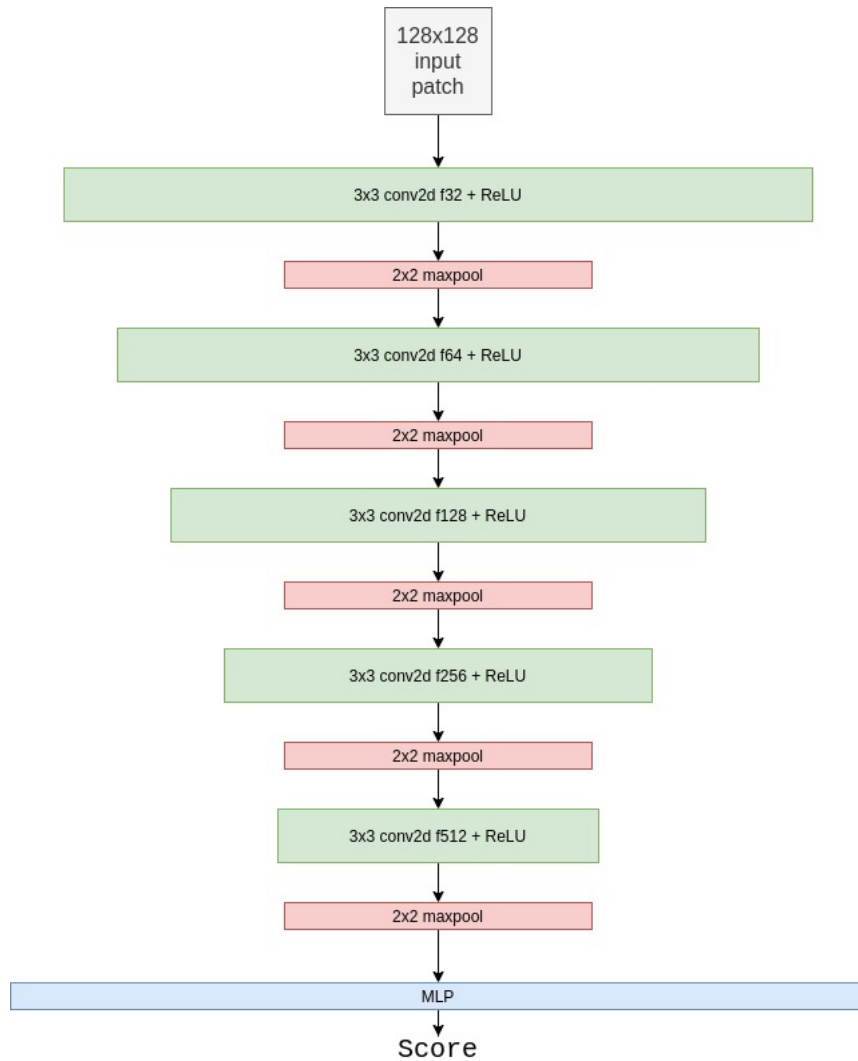 128x128
input
patch
3x3 conv2d f32 + ReLU
2x2 maxpool
3x3 conv2d f64 + ReLU
2x2 maxpool
3x3 conv2d f128 + ReLU
2x2 maxpool
3x3 conv2d f256 + ReLU
2x2 maxpool
3x3 conv2d f512 + ReLU
2x2 maxpool
MLP
Score